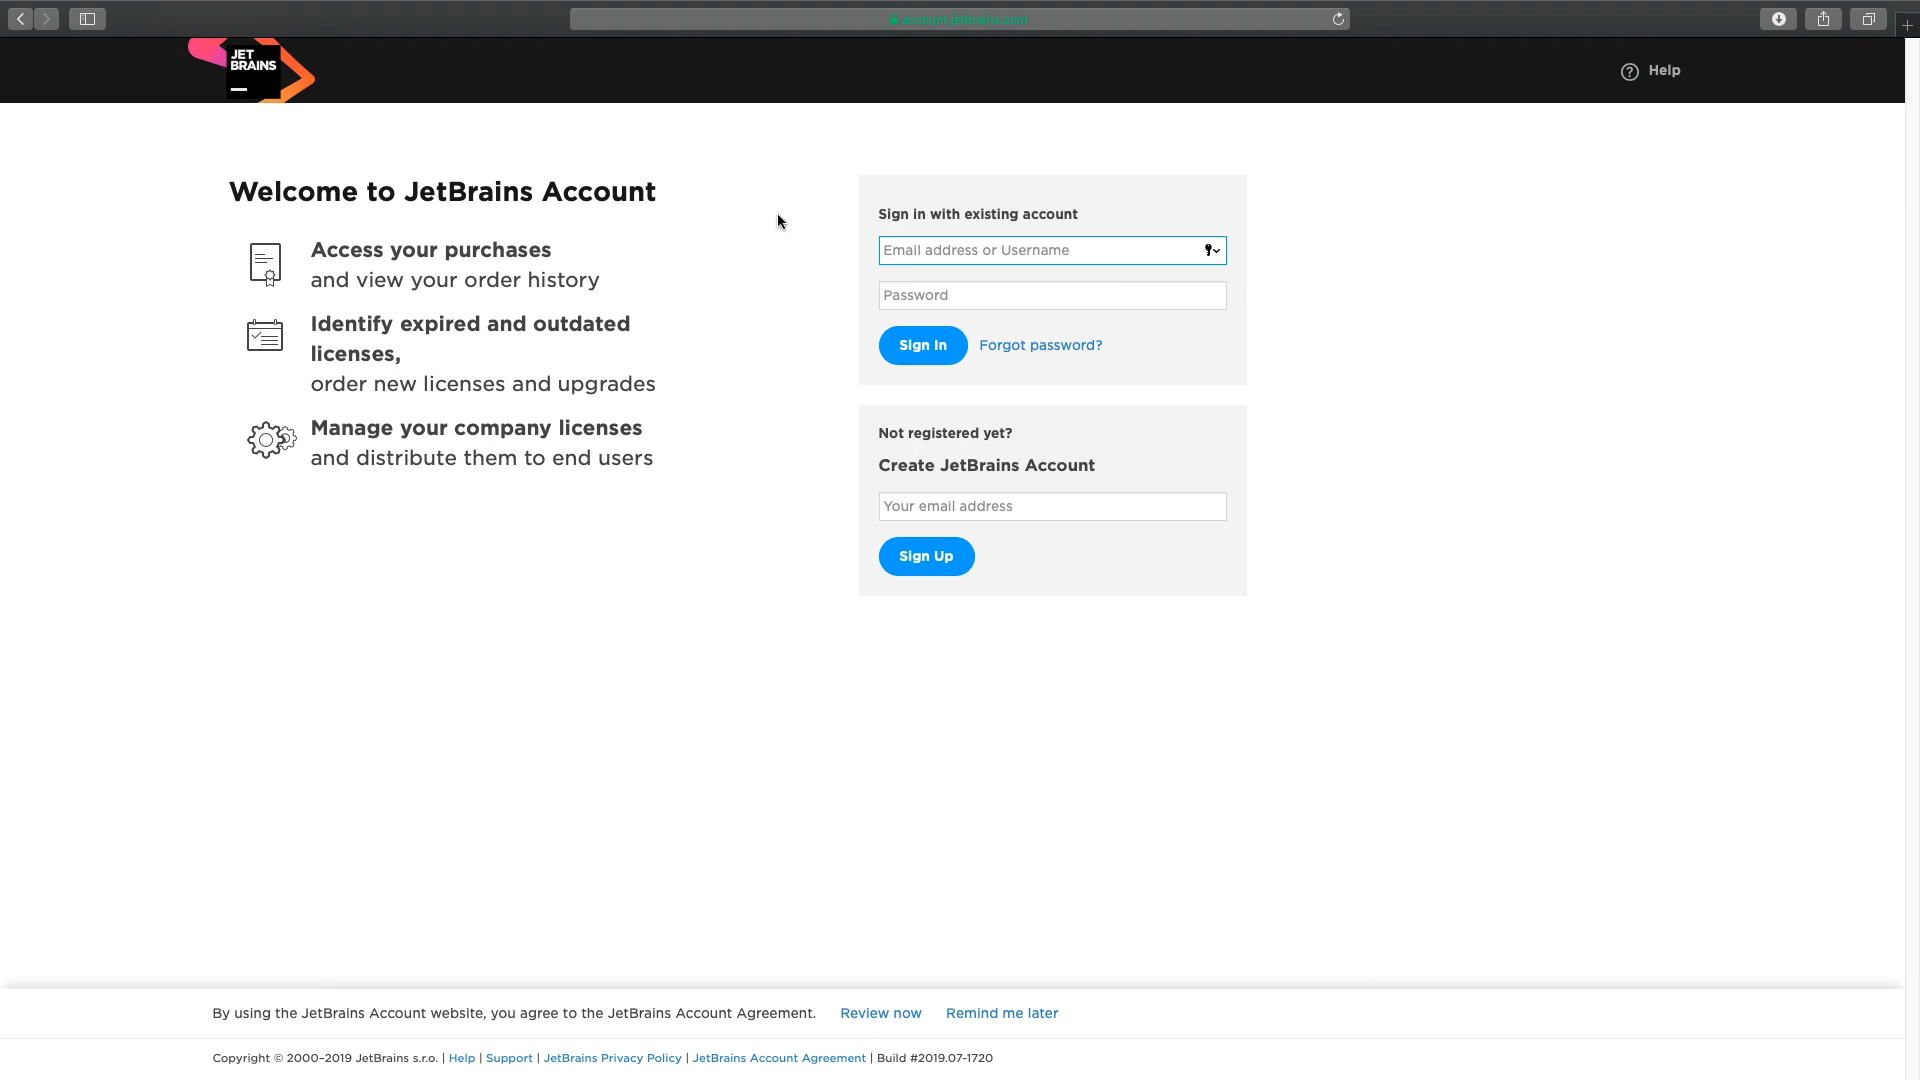 account.jetbrains.com
JET
BRAINS
Help
Welcome to JetBrains Account
Access your purchases
and view your order history
Identify expired and outdated
licenses,
order new licenses and upgrades
Manage your company licenses
and distribute them to end users
Sign in with existing account
Email address or Username
Password
Sign In Forgot password?
Not registered yet?
Create JetBrains Account
Your email address
Sign Up
By using the JetBrains Account website, you agree to the JetBrains Account Agreement. Review now Remind me later
Copyright © 2000–2019 JetBrains s.r.o. | Help | Support | JetBrains Privacy Policy | JetBrains Account Agreement | Build #2019.07-1720